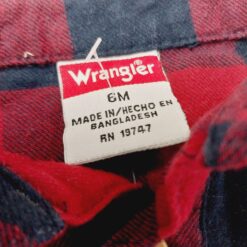 Wrangler
6M
MADE IN/HECHO EN
BANGLADESH
RN 19747